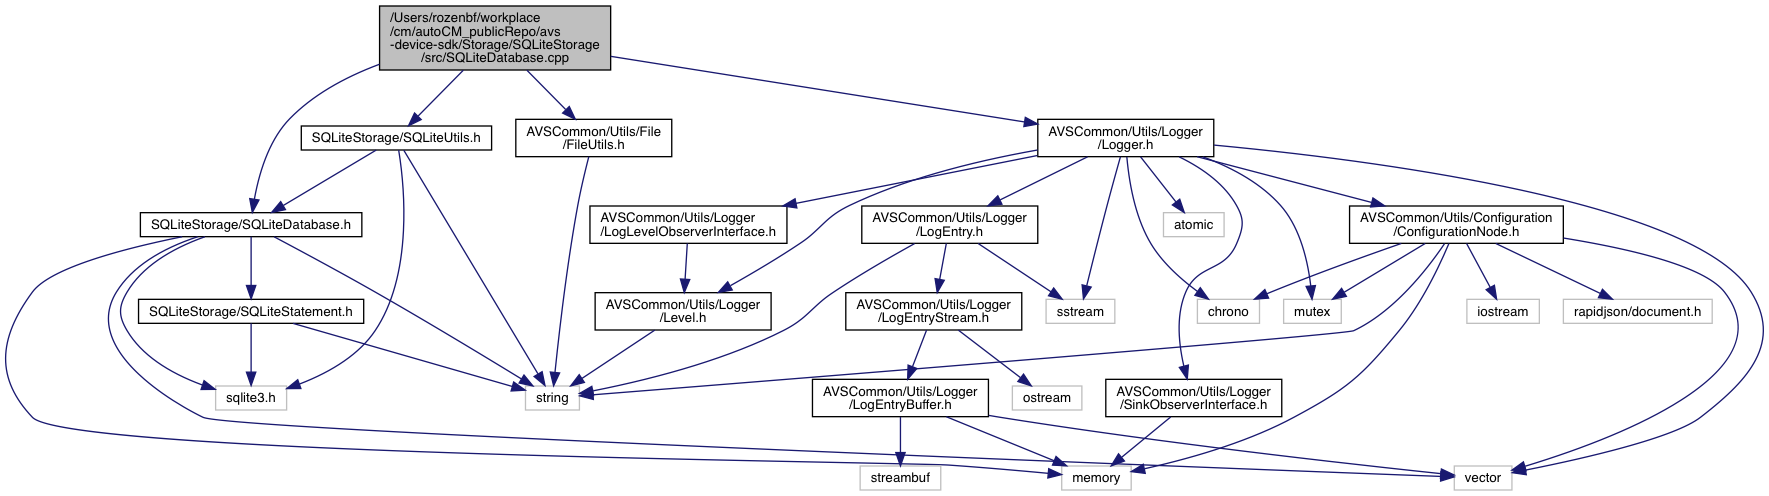 /Users/rozenbf/workplace
/cm/autoCM_publicRepo/avs
-device-sdk/Storage/SQLiteStorage
/src/SQLiteDatabase.cpp
SQLiteStorage/SQLiteUtils.h
AVSCommon/Utils/File
/FileUtils.h
AVSCommon/Utils/Logger
/Logger.h
SQLiteStorage/SQLiteDatabase.h
AVSCommon/Utils/Logger
/LogLevelObserverInterface.h
AVSCommon/Utils/Logger
/LogEntry.h
atomic
AVSCommon/Utils/Configuration
/ConfigurationNode.h
SQLiteStorage/SQLiteStatement.h
AVSCommon/Utils/Logger
/Level.h
AVSCommon/Utils/Logger
/LogEntryStream.h
sstream
chrono
mutex
iostream
rapidjson/document.h
sqlite3.h
string
AVSCommon/Utils/Logger
/LogEntryBuffer.h
ostream
AVSCommon/Utils/Logger
/SinkObserverInterface.h
streambuf
memory
vector